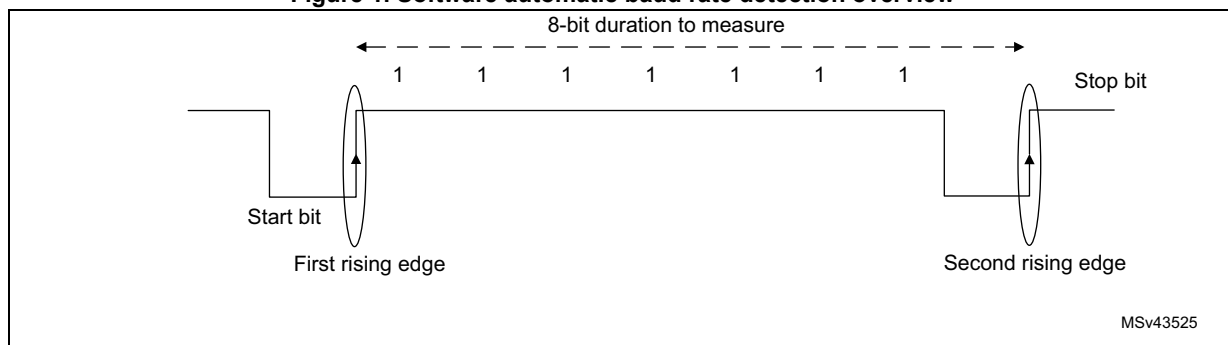 Figure 1. Software automatic baud rate detection overview
8-bit duration to measure
1 1 1 1 1 1 1
Stop bit
Start bit
First rising edge
Second rising edge
MSv43525